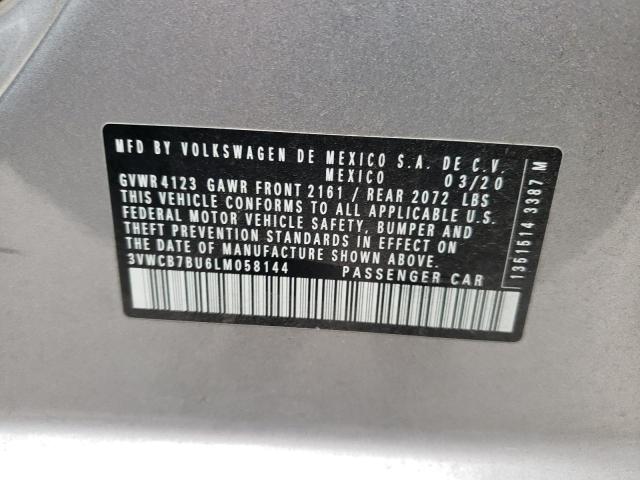 MFD BY VOLKSWAGEN DE MEXICO S.A. DE C.V.
MEXICO 03/20
GVWR 4123 GAWR FRONT 2161 / REAR 2072 LBS
THIS VEHICLE CONFORMS TO ALL APPLICABLE U.S.
FEDERAL MOTOR VEHICLE SAFETY, BUMPER AND
THEFT PREVENTION STANDARDS IN EFFECT ON
THE DATE OF MANUFACTURE SHOWN ABOVE.
3VWCB7BU6LM058144 PASSENGER CAR
1351514 3387 M